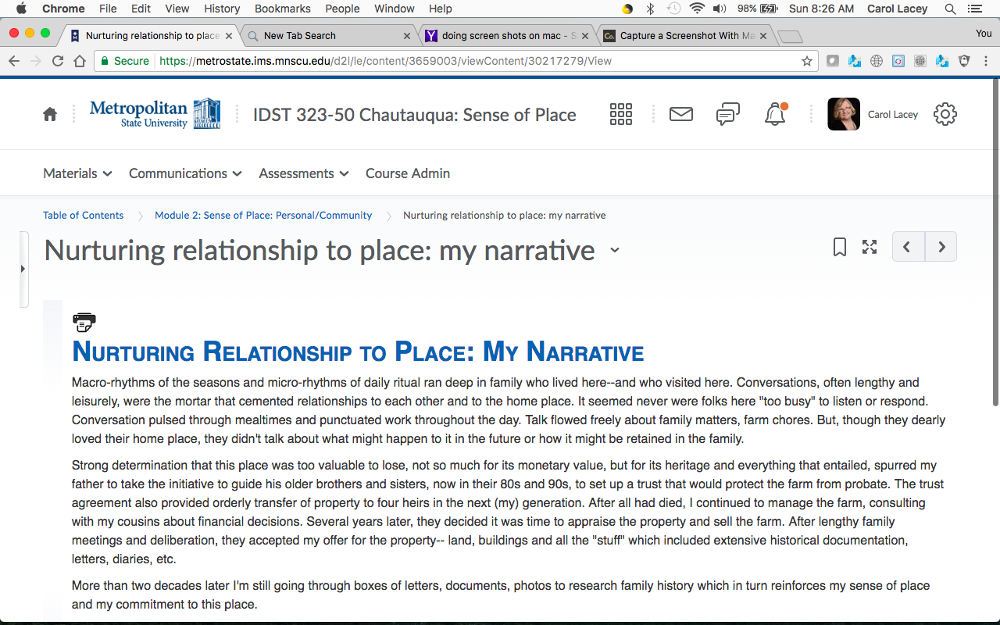 Chrome File Edit View History Bookmarks People Window Help 98% Sun 8:26 AM Carol Lacey
Nurturing relationship to place New Tab Search doing screen shots on mac - S Capture a Screenshot With Ma You
Secure https://metrostate.ims.mnscu.edu/d2l/le/content/3659003/viewContent/30217279/View
Metropolitan
State University
IDST 323-50 Chautauqua: Sense of Place
Carol Lacey
Materials Communications Assessments Course Admin
Table of Contents Module 2: Sense of Place: Personal/Community Nurturing relationship to place: my narrative
Nurturing relationship to place: my narrative
Nurturing Relationship to Place: My Narrative
Macro-rhythms of the seasons and micro-rhythms of daily ritual ran deep in family who lived here--and who visited here. Conversations, often lengthy and
leisurely, were the mortar that cemented relationships to each other and to the home place. It seemed never were folks here "too busy" to listen or respond.
Conversation pulsed through mealtimes and punctuated work throughout the day. Talk flowed freely about family matters, farm chores. But, though they dearly
loved their home place, they didn't talk about what might happen to it in the future or how it might be retained in the family.
Strong determination that this place was too valuable to lose, not so much for its monetary value, but for its heritage and everything that entailed, spurred my
father to take the initiative to guide his older brothers and sisters, now in their 80s and 90s, to set up a trust that would protect the farm from probate. The trust
agreement also provided orderly transfer of property to four heirs in the next (my) generation. After all had died, I continued to manage the farm, consulting
with my cousins about financial decisions. Several years later, they decided it was time to appraise the property and sell the farm. After lengthy family
meetings and deliberation, they accepted my offer for the property-- land, buildings and all the "stuff" which included extensive historical documentation,
letters, diaries, etc.
More than two decades later I'm still going through boxes of letters, documents, photos to research family history which in turn reinforces my sense of place
and my commitment to this place.